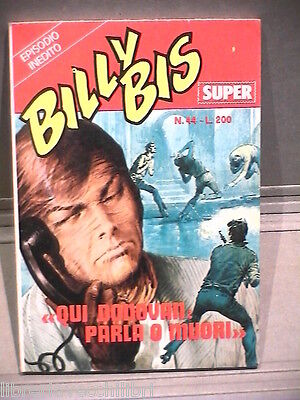 EPISODIO
INEDITO
BILLY
BIS
SUPER
N.44 - L. 200
«QUI DONOVAN:
PARLA O MUORI»